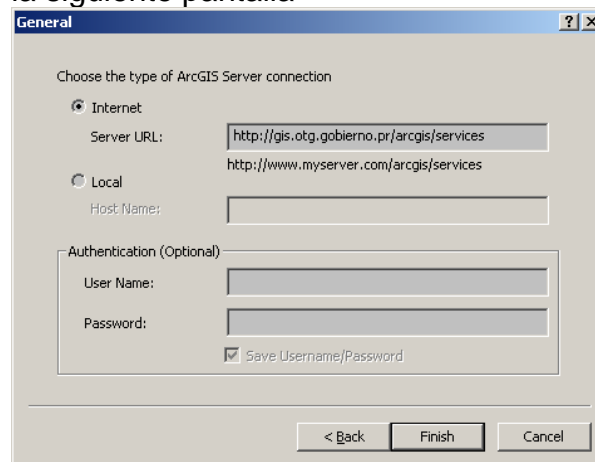 la siguiente pantalla
General
Choose the type of ArcGIS Server connection
Internet
Server URL: http://gis.otg.gobierno.pr/arcgis/services
http://www.myserver.com/arcgis/services
Local
Host Name:
Authentication (Optional)
User Name:
Password:
Save Username/Password
< Back Finish Cancel